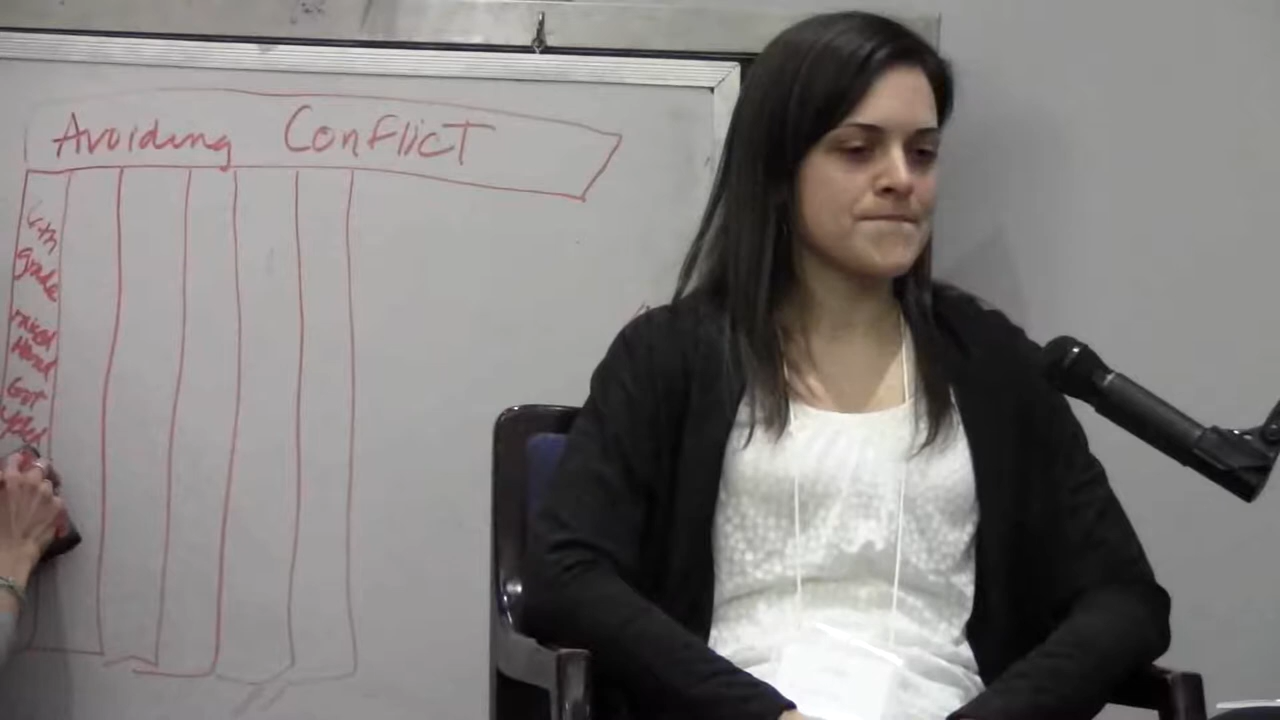 Avoiding Conflict
6th
grade
raised
Hand
Got
yelled